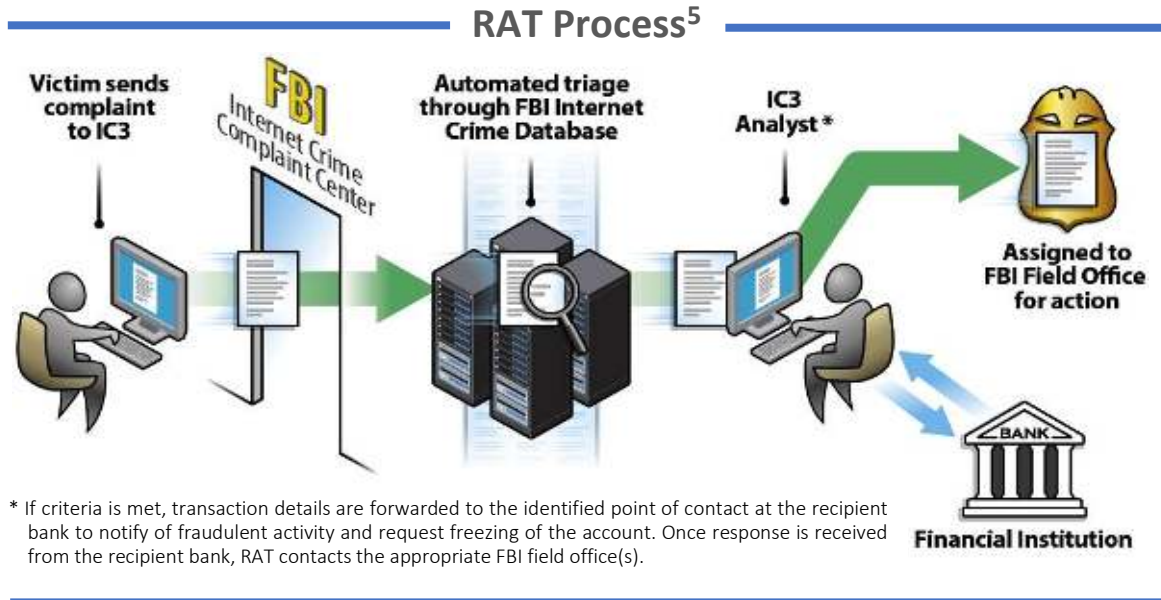 RAT Process5
Victim sends
complaint
to IC3
FBI
Internet Crime
Complaint Center
Automated triage
through FBI Internet
Crime Database
IC3
Analyst *
Assigned to
FBI Field Office
for action
BANK
Financial Institution
* If criteria is met, transaction details are forwarded to the identified point of contact at the recipient
bank to notify of fraudulent activity and request freezing of the account. Once response is received
from the recipient bank, RAT contacts the appropriate FBI field office(s).